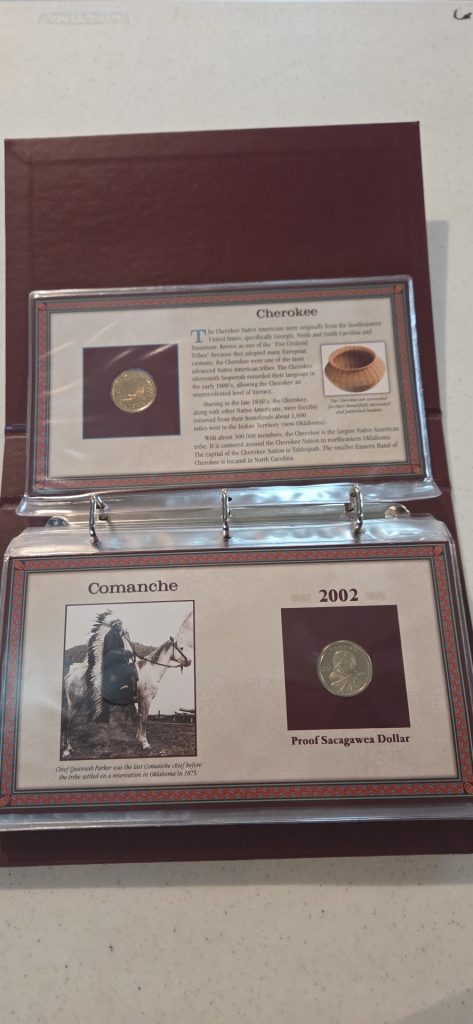 Cherokee
The Cherokee Native Americans were originally from the Southeastern
United States, specifically Georgia, North and South Carolina and
Tennessee. Known as one of the "Five Civilized
Tribes" because they adopted many European
customs, the Cherokee were one of the most
advanced Native American tribes. The Cherokee
silversmith Sequoyah recorded their language in
the early 1800's, allowing the Cherokee an
unprecedented level of literacy.
Starting in the late 1830's, the Cherokee,
along with other Native Americans, were forcibly
removed from their homelands about 1,000
miles west to the Indian Territory (now Oklahoma).
With about 300,000 members, the Cherokee is the largest Native American
tribe. It is centered around the Cherokee Nation in northeastern Oklahoma.
The capital of the Cherokee Nation is Tahlequah. The smaller Eastern Band of
Cherokee is located in North Carolina.
The Cherokee are renowned
for their beautifully decorated
and patterned baskets.
Comanche
Chief Quannah Parker was the last Comanche chief before
the tribe settled on a reservation in Oklahoma in 1875.
2002
Proof Sacagawea Dollar